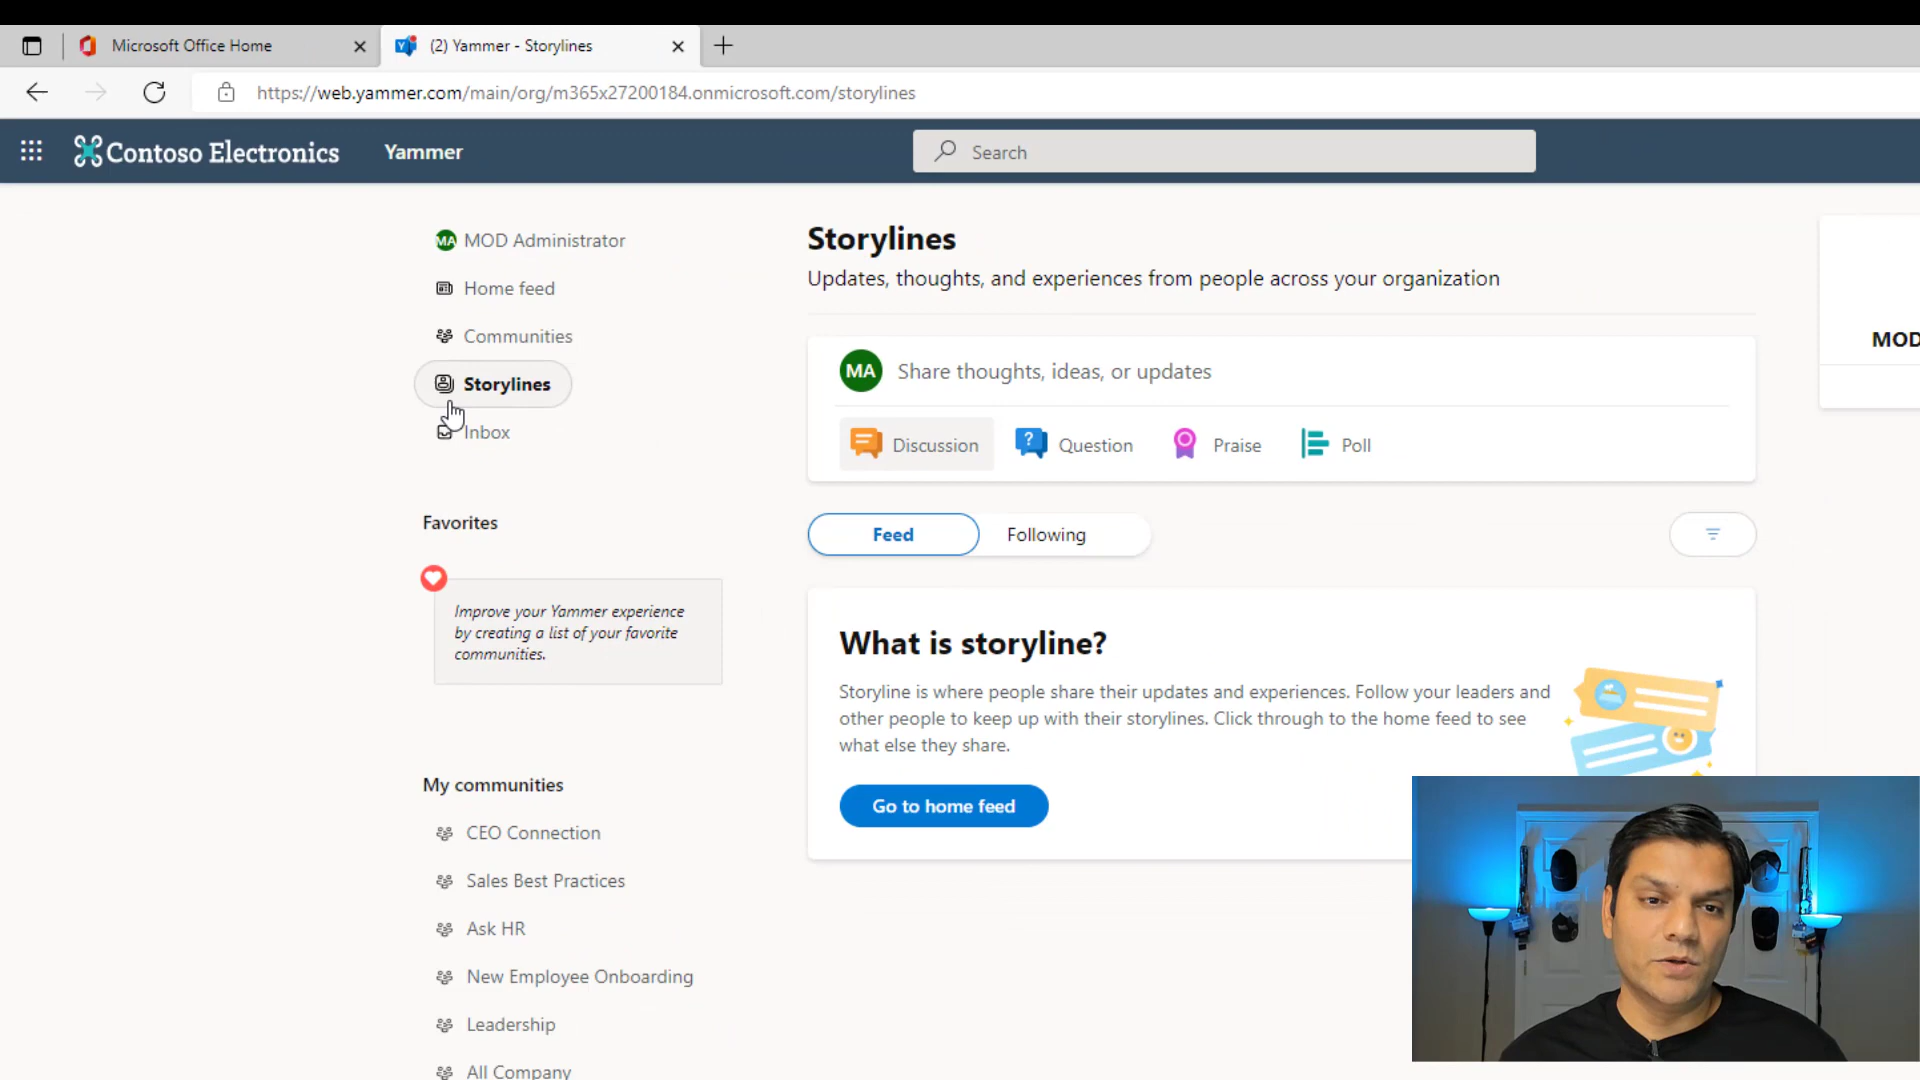 Microsoft Office Home
(2) Yammer - Storylines
https://web.yammer.com/main/org/m365x27200184.onmicrosoft.com/storylines
Contoso Electronics
Yammer
Search
MA MOD Administrator
Home feed
Communities
Storylines
Inbox
Favorites
Improve your Yammer experience
by creating a list of your favorite
communities.
My communities
CEO Connection
Sales Best Practices
Ask HR
New Employee Onboarding
Leadership
All Company
Storylines
Updates, thoughts, and experiences from people across your organization
MA Share thoughts, ideas, or updates
Discussion
Question
Praise
Poll
Feed
Following
What is storyline?
Storyline is where people share their updates and experiences. Follow your leaders and
other people to keep up with their storylines. Click through to the home feed to see
what else they share.
Go to home feed
MOD